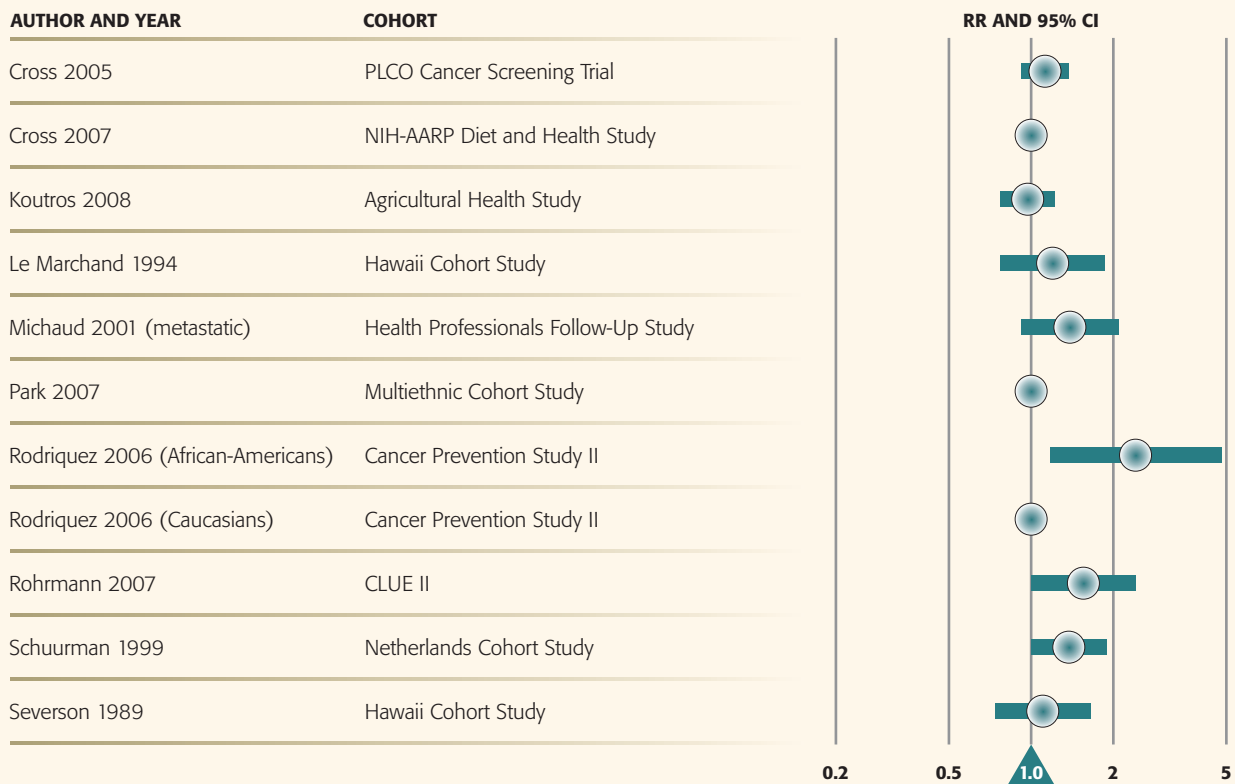 AUTHOR AND YEAR COHORT RR AND 95% CI
Cross 2005 PLCO Cancer Screening Trial
Cross 2007 NIH-AARP Diet and Health Study
Koutros 2008 Agricultural Health Study
Le Marchand 1994 Hawaii Cohort Study
Michaud 2001 (metastatic) Health Professionals Follow-Up Study
Park 2007 Multiethnic Cohort Study
Rodriquez 2006 (African-Americans) Cancer Prevention Study II
Rodriquez 2006 (Caucasians) Cancer Prevention Study II
Rohrmann 2007 CLUE II
Schuurman 1999 Netherlands Cohort Study
Severson 1989 Hawaii Cohort Study
0.2 0.5 1.0 2 5